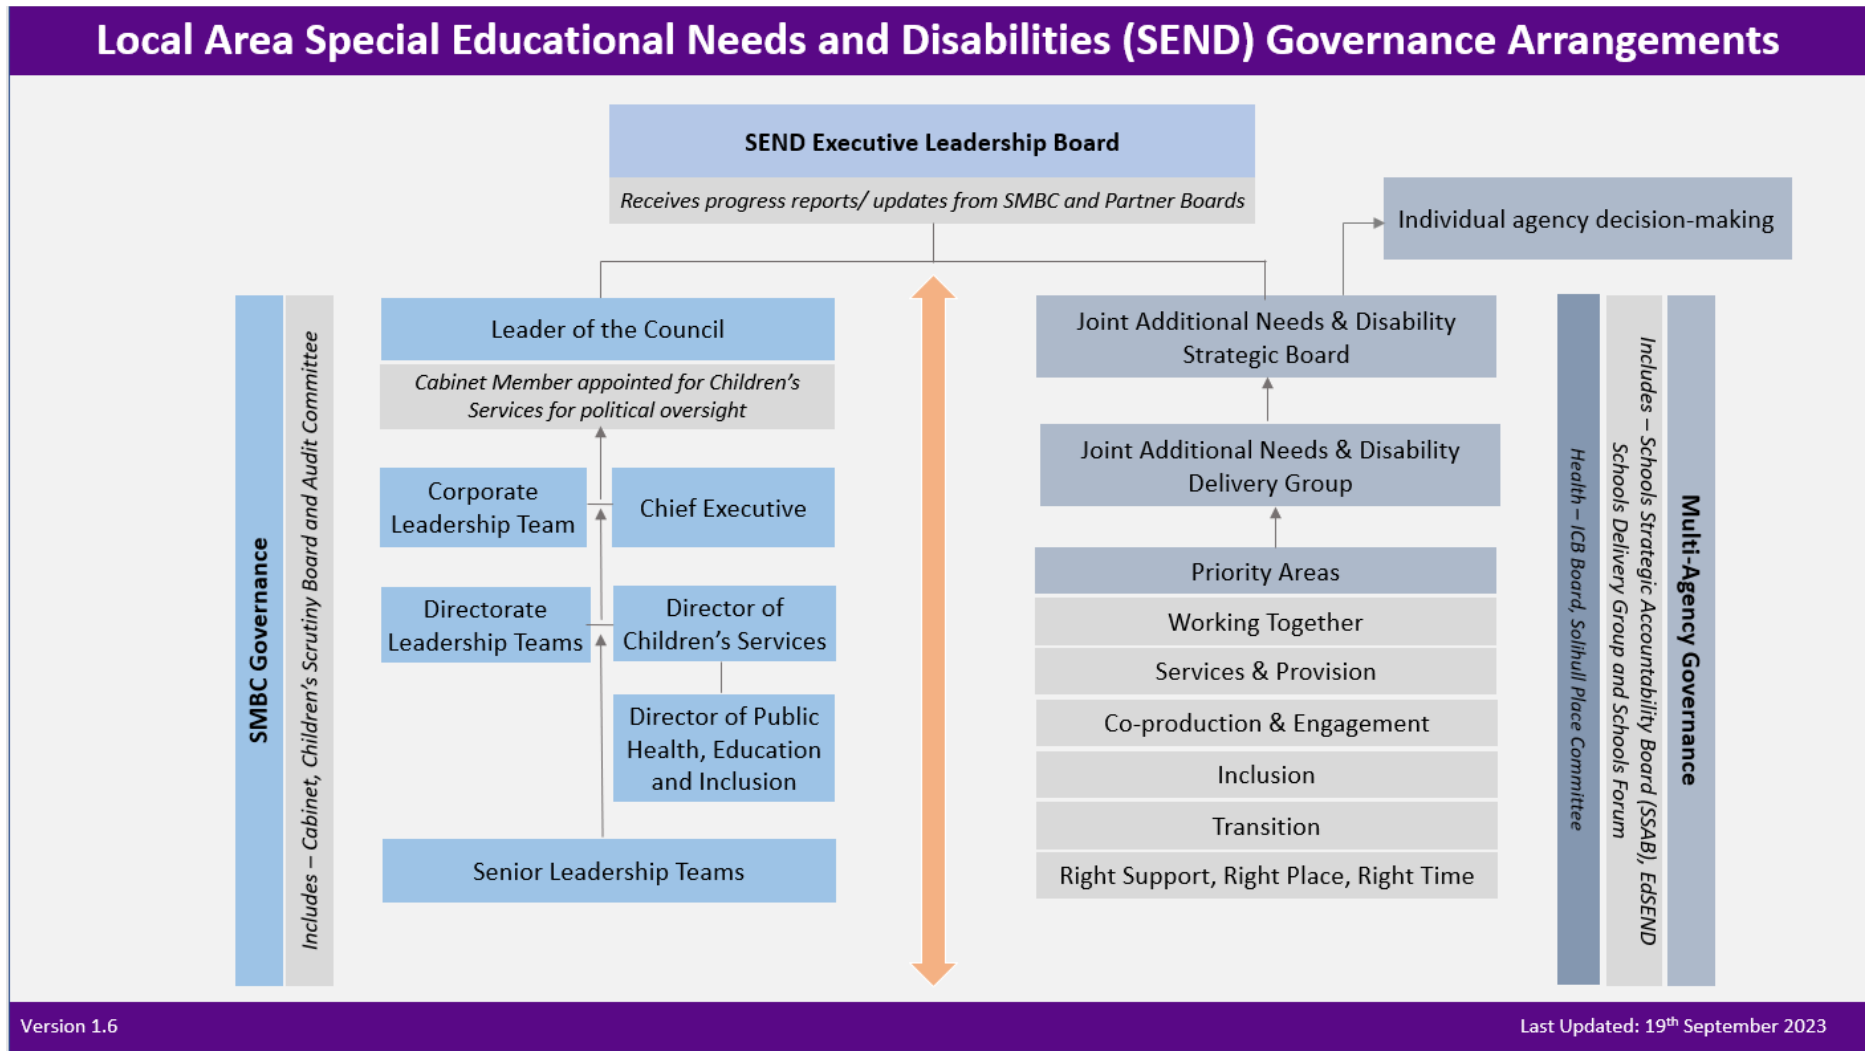 Local Area Special Educational Needs and Disabilities (SEND) Governance Arrangements
SEND Executive Leadership Board
Receives progress reports/ updates from SMBC and Partner Boards
Individual agency decision-making
SMBC Governance
Includes – Cabinet, Children's Scrutiny Board and Audit Committee
Leader of the Council
Cabinet Member appointed for Children's
Services for political oversight
Corporate
Leadership Team
Chief Executive
Directorate
Leadership Teams
Director of
Children's Services
Director of Public
Health, Education
and Inclusion
Senior Leadership Teams
Joint Additional Needs & Disability
Strategic Board
Joint Additional Needs & Disability
Delivery Group
Priority Areas
Working Together
Services & Provision
Co-production & Engagement
Inclusion
Transition
Right Support, Right Place, Right Time
Health – ICB Board, Solihull Place Committee
Includes – Schools Strategic Accountability Board (SSAB), EdSEND
Schools Delivery Group and Schools Forum
Multi-Agency Governance
Version 1.6
Last Updated: 19th September 2023